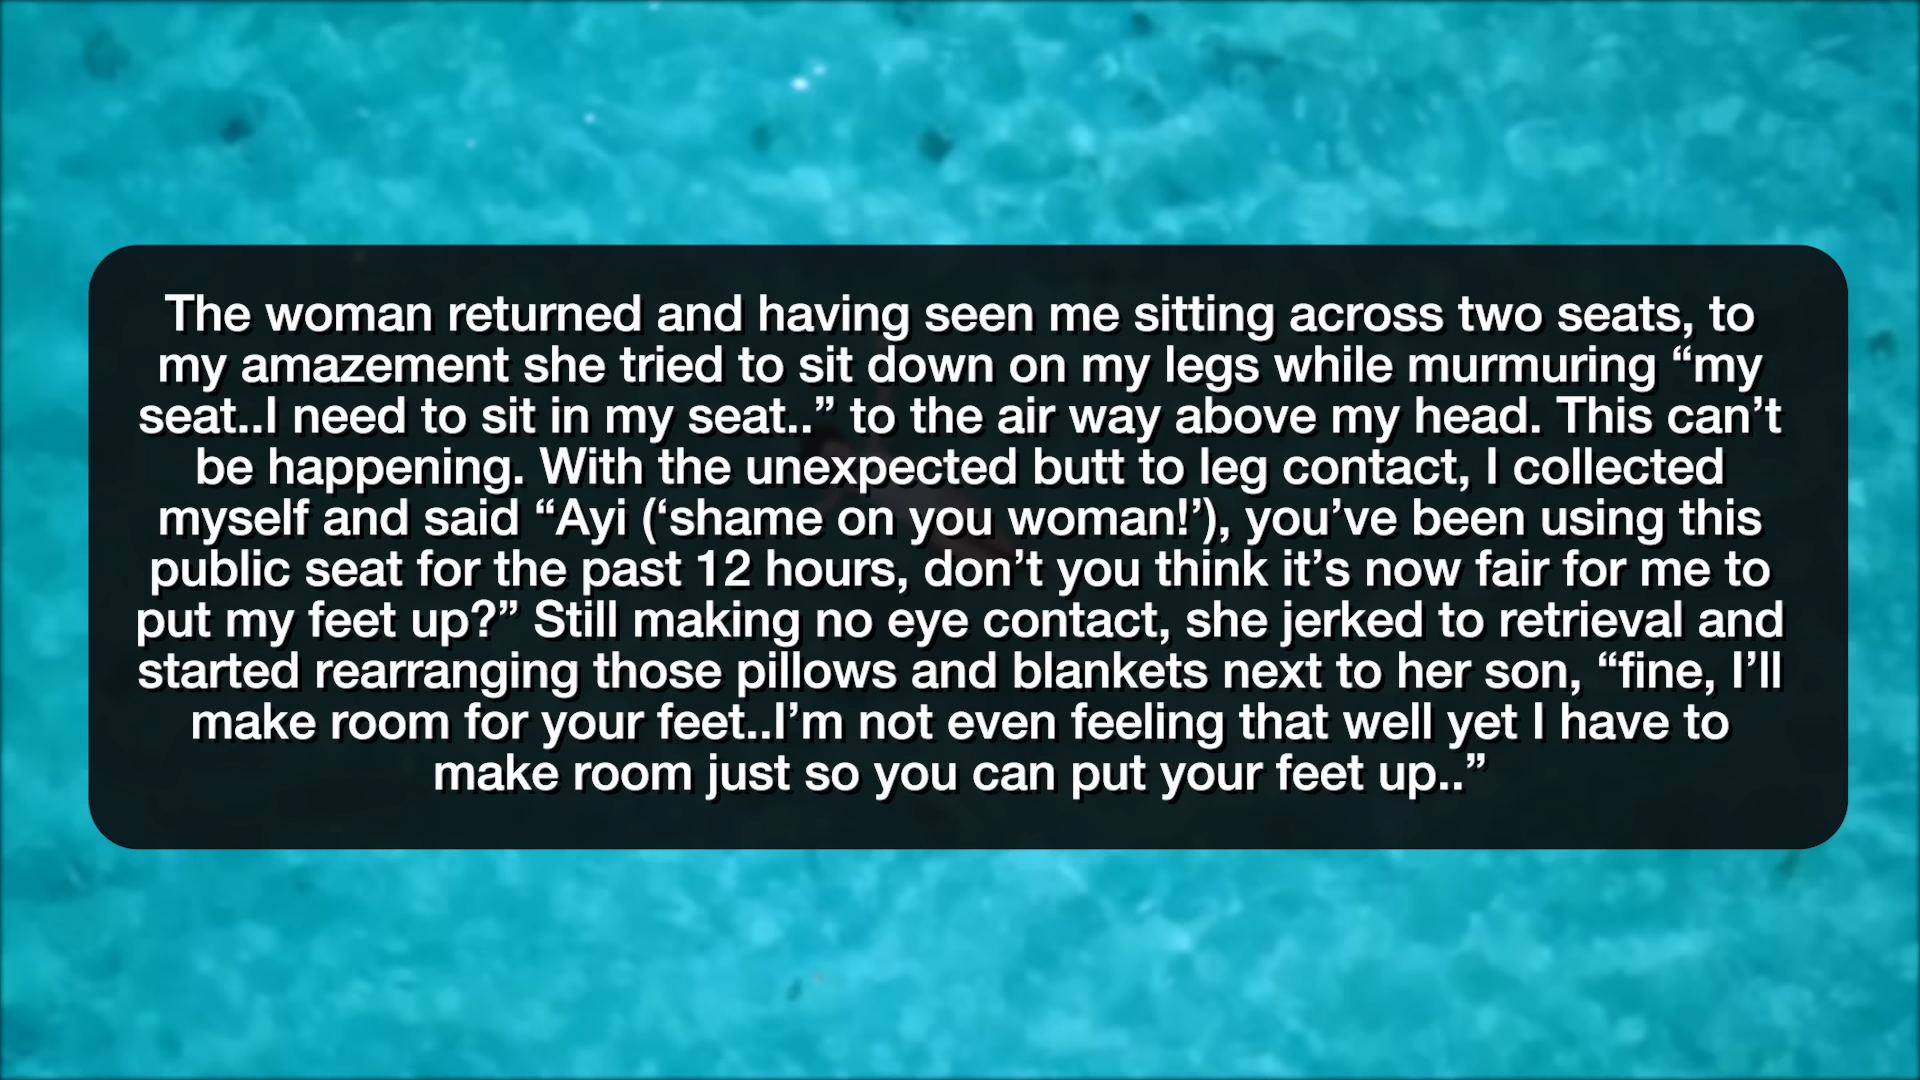 The woman returned and having seen me sitting across two seats, to
my amazement she tried to sit down on my legs while murmuring “my
seat..I need to sit in my seat..” to the air way above my head. This can’t
be happening. With the unexpected butt to leg contact, I collected
myself and said “Ayi (‘shame on you woman!’), you’ve been using this
public seat for the past 12 hours, don’t you think it’s now fair for me to
put my feet up?” Still making no eye contact, she jerked to retrieval and
started rearranging those pillows and blankets next to her son, “fine, I’ll
make room for your feet..I’m not even feeling that well yet I have to
make room just so you can put your feet up..”